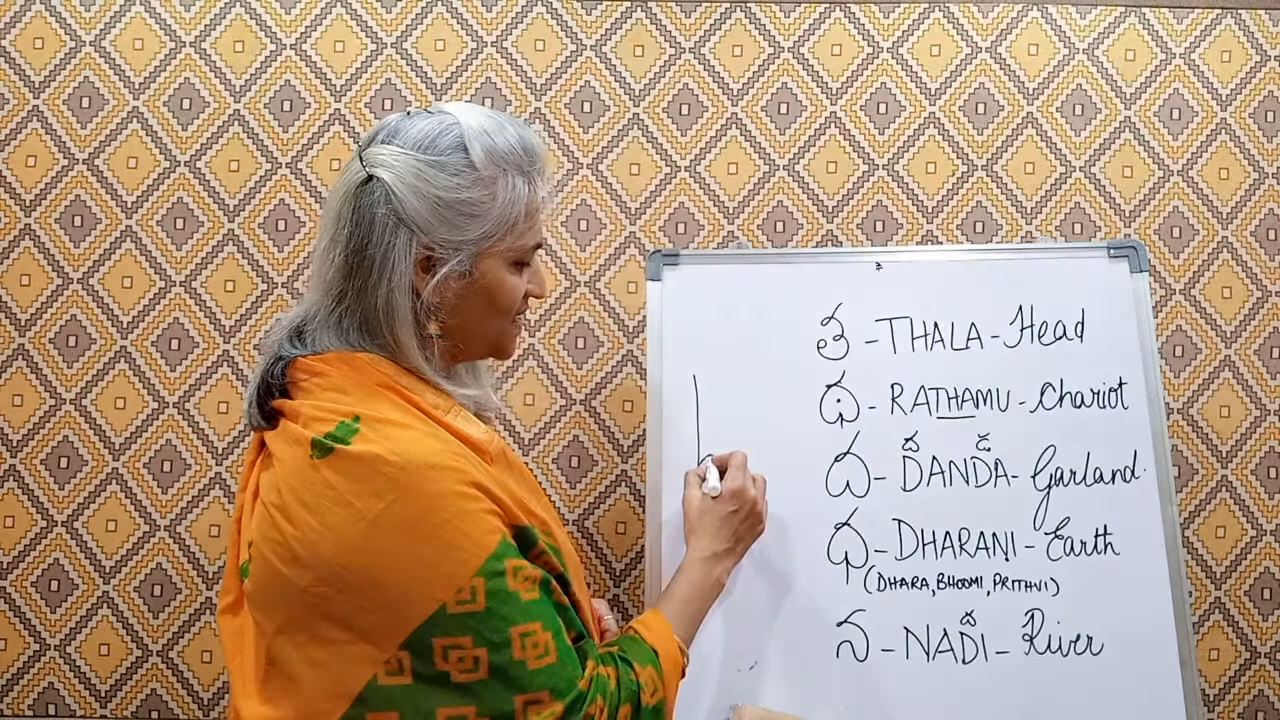 త - THALA - Head
థ - RATHAMU - Chariot
ద డ
ద - DANDA - Garland.
ధ - DHARANI - Earth
(DHARA, BHOOMI, PRITHVI)
ద
న - NADI - River